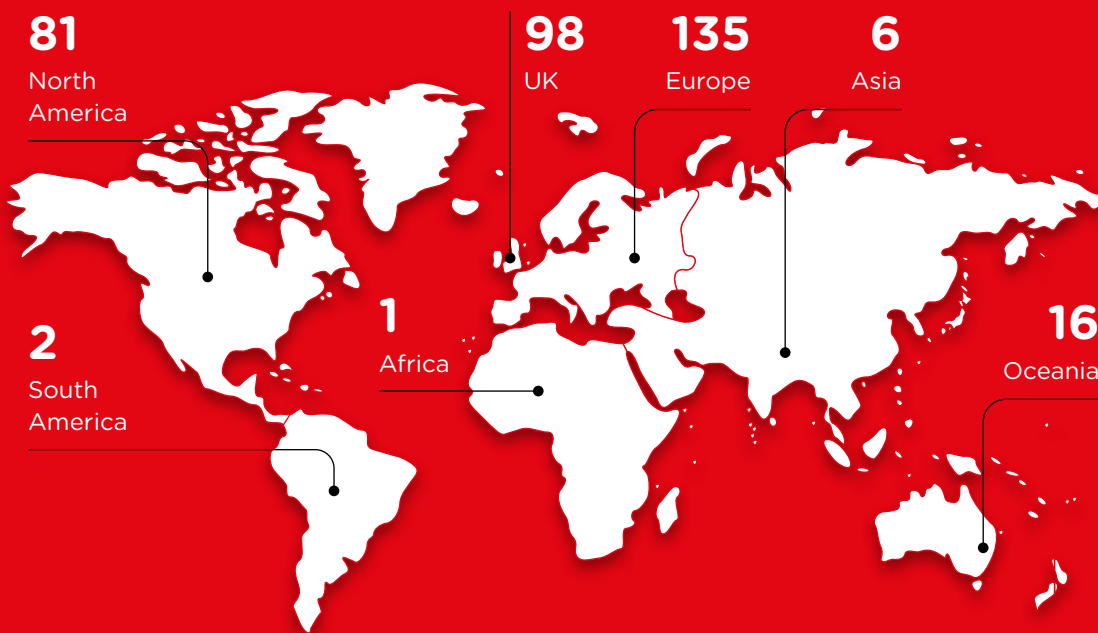 81
North
America
98
UK
135
Europe
6
Asia
2
South
America
1
Africa
16
Oceania